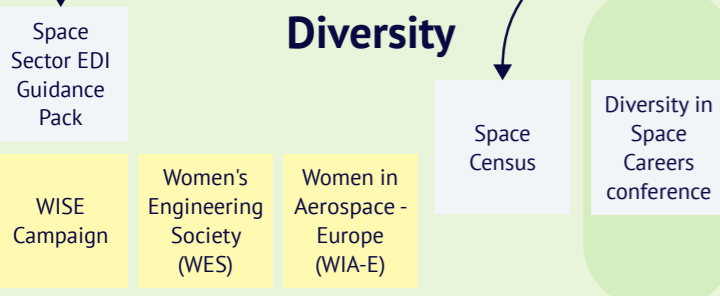 Diversity
Space
Sector EDI
Guidance
Pack
Space
Census
Diversity in
Space
Careers
conference
WISE
Campaign
Women's
Engineering
Society
(WES)
Women in
Aerospace -
Europe
(WIA-E)